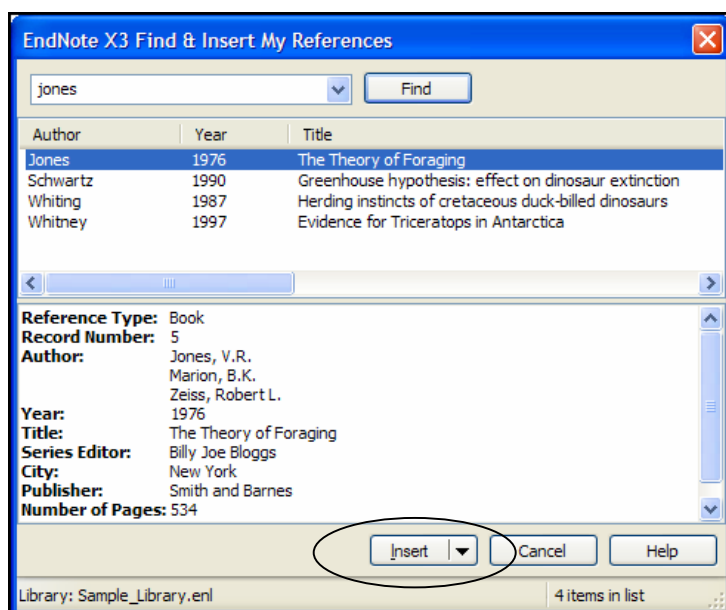 EndNote X3 Find & Insert My References
jones Find
Author Year Title
Jones 1976 The Theory of Foraging
Schwartz 1990 Greenhouse hypothesis: effect on dinosaur extinction
Whiting 1987 Herding instincts of cretaceous duck-billed dinosaurs
Whitney 1997 Evidence for Triceratops in Antarctica
Reference Type: Book
Record Number: 5
Author: Jones, V.R.
Marion, B.K.
Zeiss, Robert L.
Year: 1976
Title: The Theory of Foraging
Series Editor: Billy Joe Bloggs
City: New York
Publisher: Smith and Barnes
Number of Pages: 534
Insert Cancel Help
Library: Sample_Library.enl 4 items in list